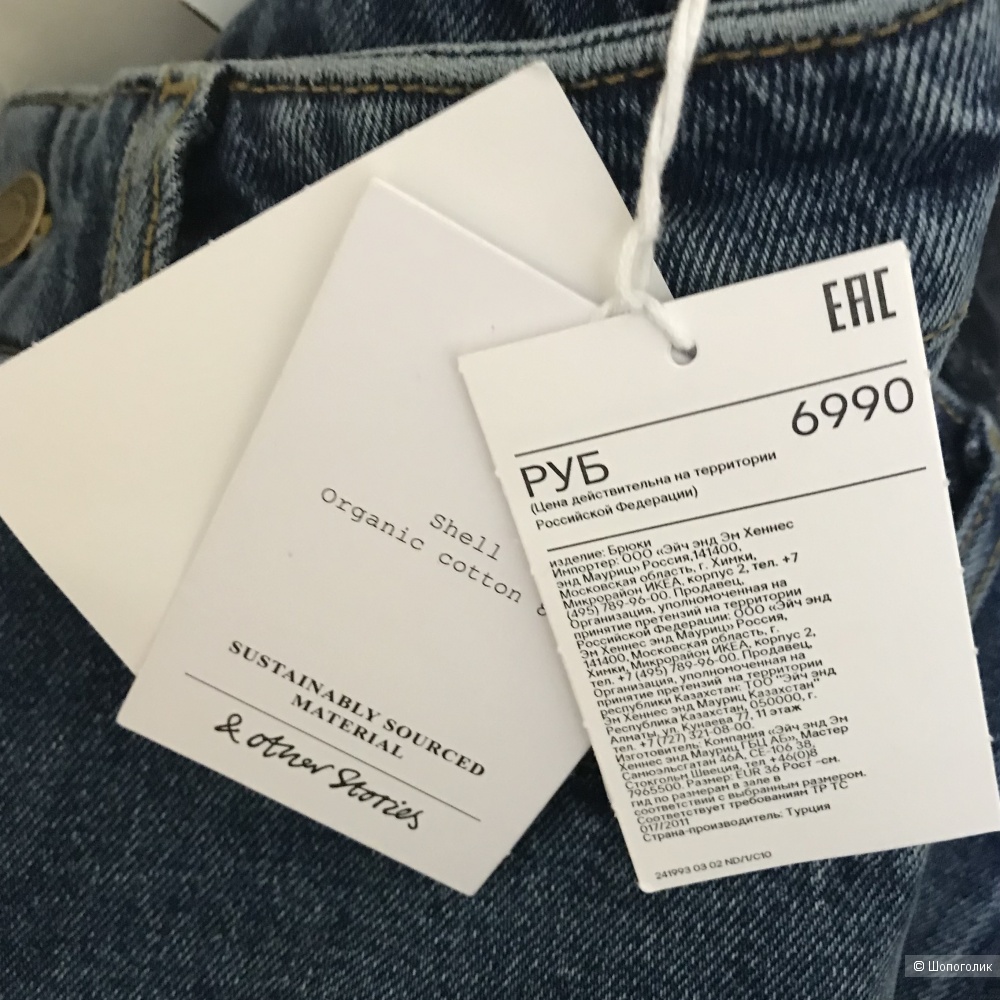 Shell
Organic cotton
SUSTAINABLY SOURCED
MATERIAL
& other Stories
EAC
6990
РУБ
(Цена действительна на территории
Российской Федерации)
изделие: Брюки
Импортер: ООО «Эйч энд Эм Хеннес
энд Мауриц» Россия,141400,
Московская область, г. Химки,
Микрорайон ИКЕА, корпус 2, тел. +7
(495) 789-96-00. Продавец,
Организация, уполномоченная на
принятие претензий на территории
Российской Федерации: ООО «Эйч энд
Эм Хеннес энд Мауриц» Россия,
141400, Московская область, г.
Химки, Микрорайон ИКЕА, корпус 2,
тел. +7 (495) 789-96-00. Продавец,
Организация, уполномоченная на
принятие претензий на территории
республики Казахстан: ТОО "Эйч энд
Эм Хеннес энд Мауриц Казахстан"
Республика Казахстан, 050000, г.
Алматы, ул. Кунаева 77, 11 этаж
тел. +7 (727) 321-08-00.
Изготовитель: Компания «Эйч энд Эм
Хеннес энд Мауриц ГБЦ АБ», Мастер
Самюэльсгатан 46А, СЕ-106 38,
Стокгольм Швеция, тел +46(0)8
7965500. Размер: EUR 36 Рост -см.
гид по размерам в зале в
соответствии с выбранным размером.
Соответствует требованиям ТР ТС
017/2011
Страна-производитель: Турция
241993 03 02 ND/1/C10
© Шопоголик